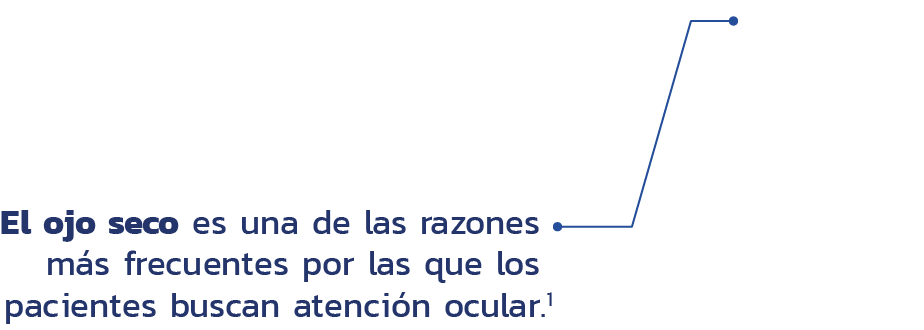 El ojo seco es una de las razones
más frecuentes por las que los
pacientes buscan atención ocular.¹